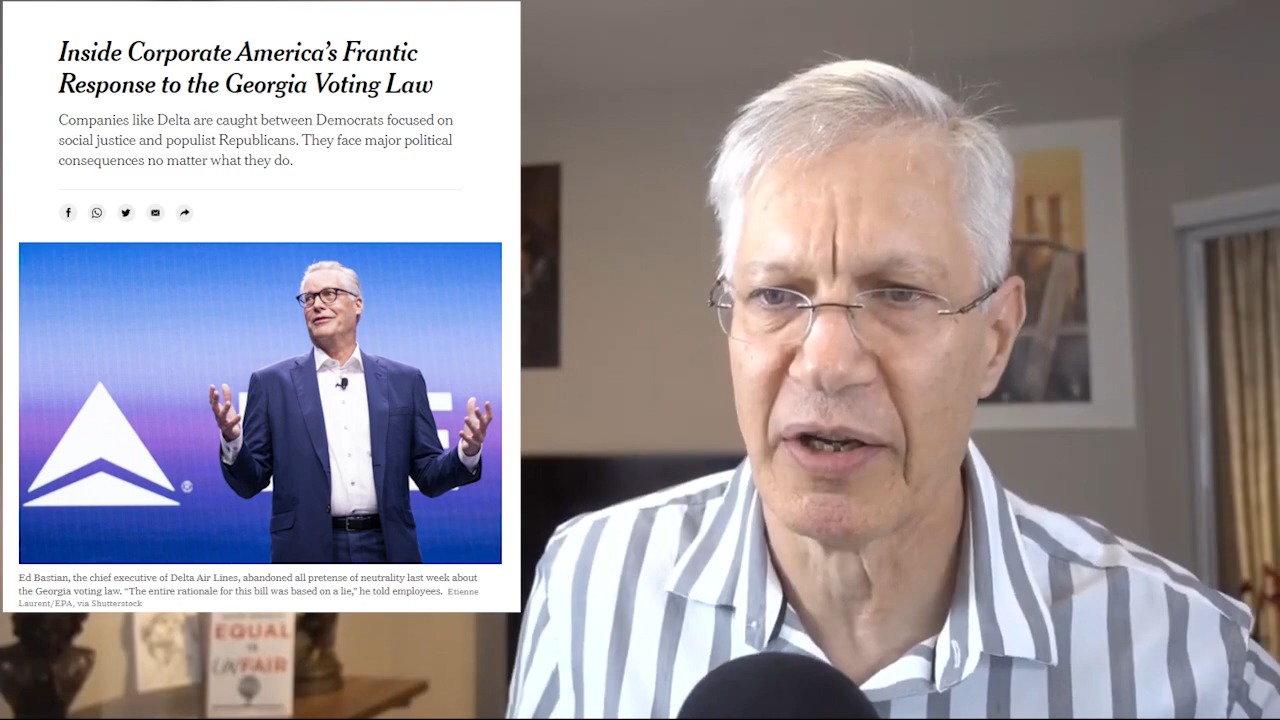 Inside Corporate America's Frantic
Response to the Georgia Voting Law
Companies like Delta are caught between Democrats focused on
social justice and populist Republicans. They face major political
consequences no matter what they do.
Ed Bastian, the chief executive of Delta Air Lines, abandoned all pretense of neutrality last week about
the Georgia voting law. “The entire rationale for this bill was based on a lie,” he told employees. Etienne
Laurent/EPA, via Shutterstock
EQUAL
IS
UNFAIR